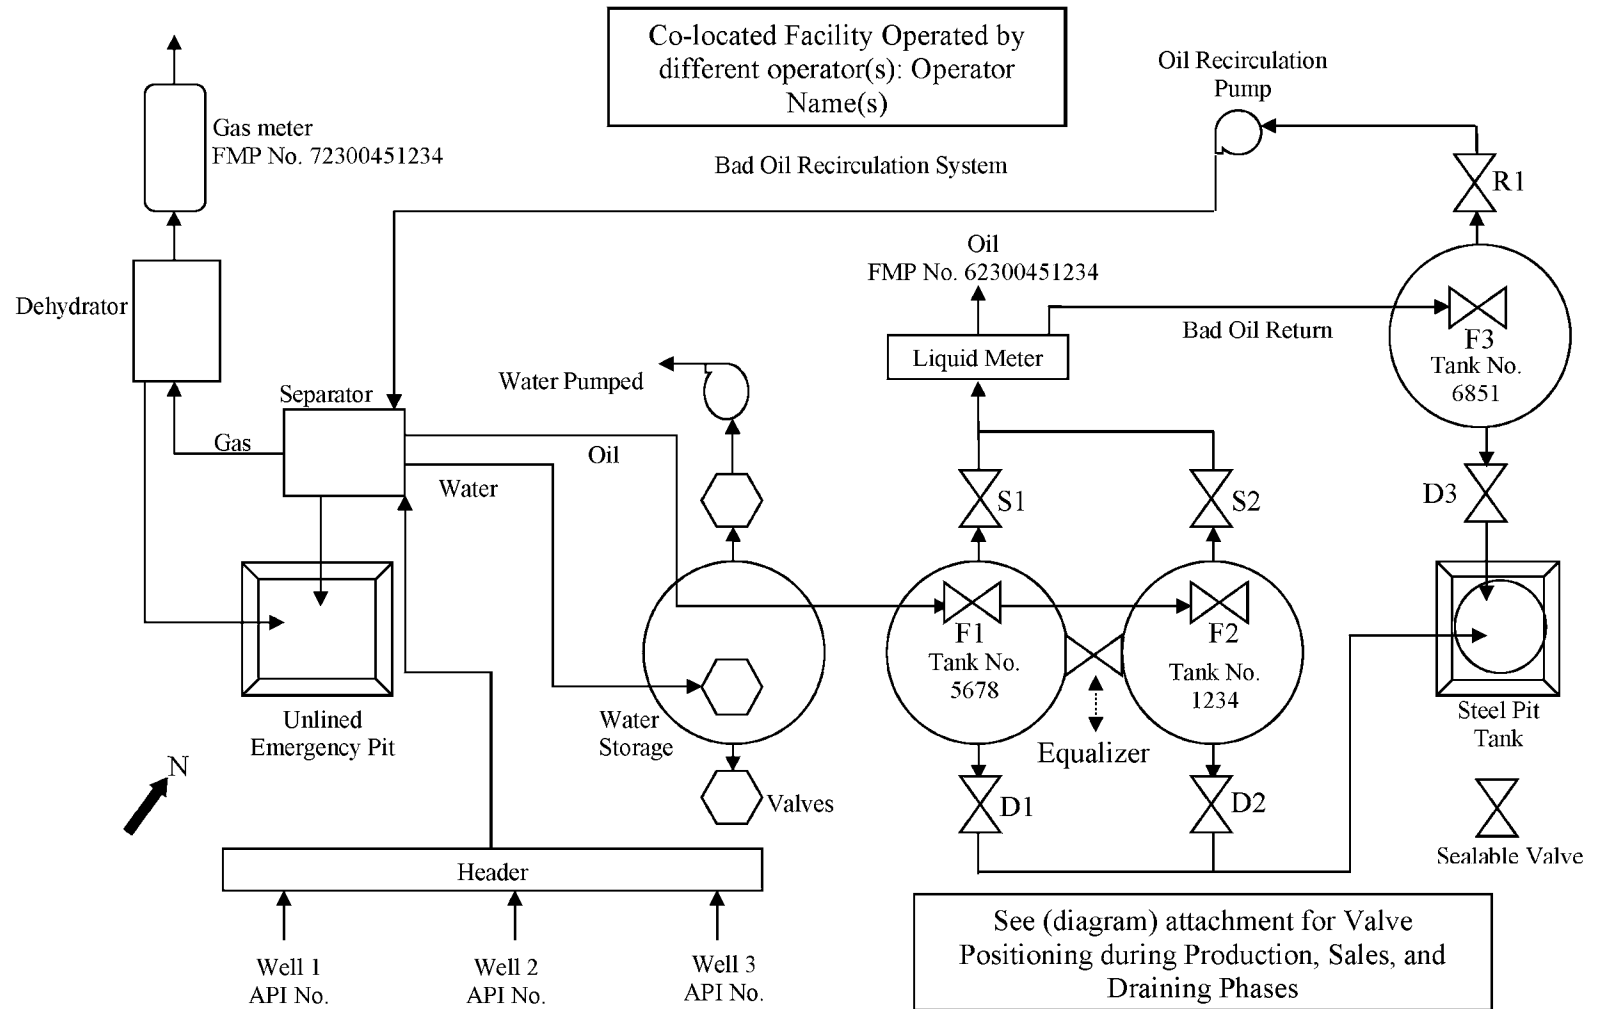 Co-located Facility Operated by
different operator(s): Operator
Name(s)
Oil Recirculation
Pump
Gas meter
FMP No. 72300451234
Bad Oil Recirculation System
R1
Oil
FMP No. 62300451234
Dehydrator
Bad Oil Return
F3
Tank No.
6851
Liquid Meter
Separator
Water Pumped
Gas
Oil
Water
S1
S2
D3
F1
Tank No.
5678
F2
Tank No.
1234
Unlined
Emergency Pit
Water
Storage
Steel Pit
Tank
Equalizer
N
Valves
D1
D2
Sealable Valve
Header
See (diagram) attachment for Valve
Positioning during Production, Sales, and
Draining Phases
Well 1
API No.
Well 2
API No.
Well 3
API No.